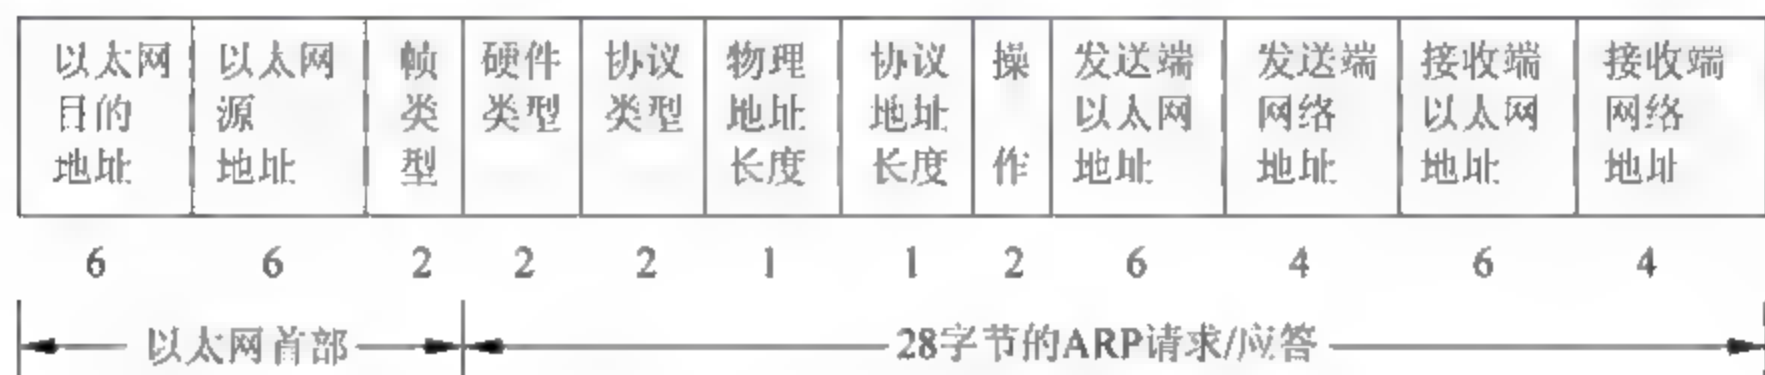 以太网 以太网 帧 硬件 协议 物理 协议 操 发送端 发送端 接收端 接收端
目的 源 类 类型 类型 地址 地址 以太网 网络 以太网 网络
地址 地址 型 长度 长度 作 地址 地址 地址 地址
6 6 2 2 2 1 1 2 6 4 6 4
以太网首部 28字节的ARP请求/应答